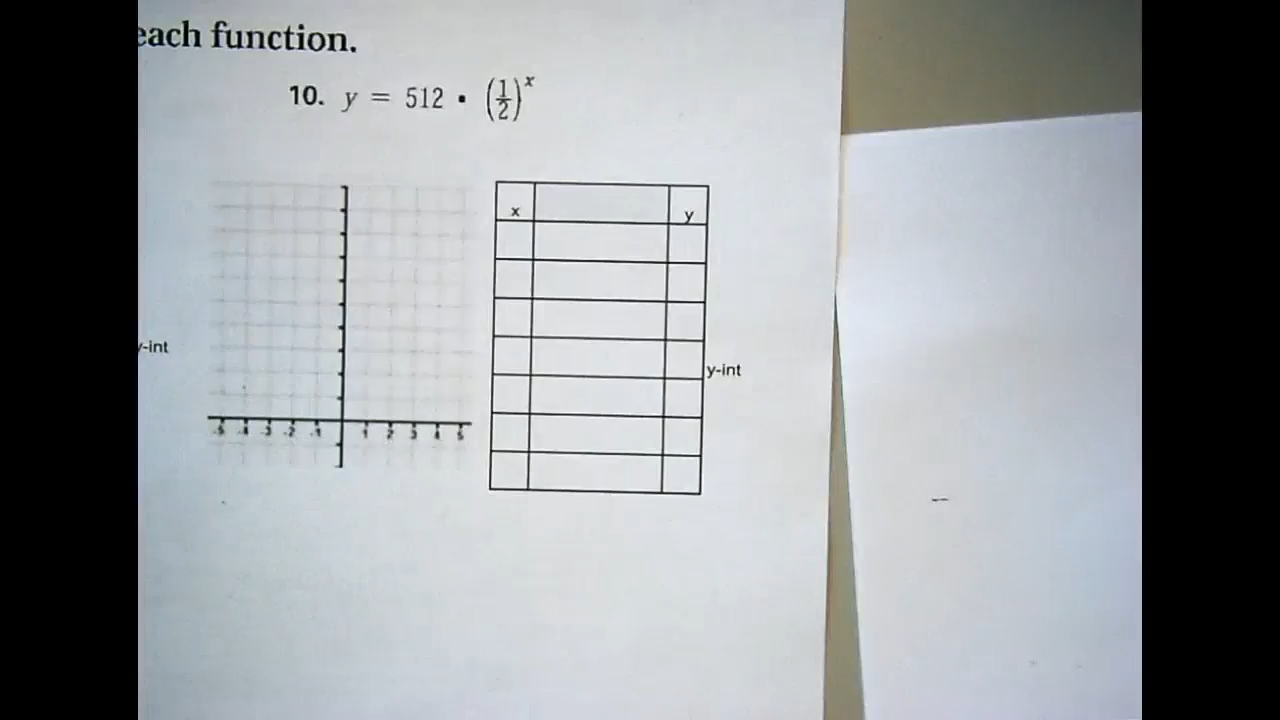 each function.
10. y = 512 • (1/2)^x
x y
y-int
y-int
-5 -4 -3 -2 -1 1 2 3 4 5